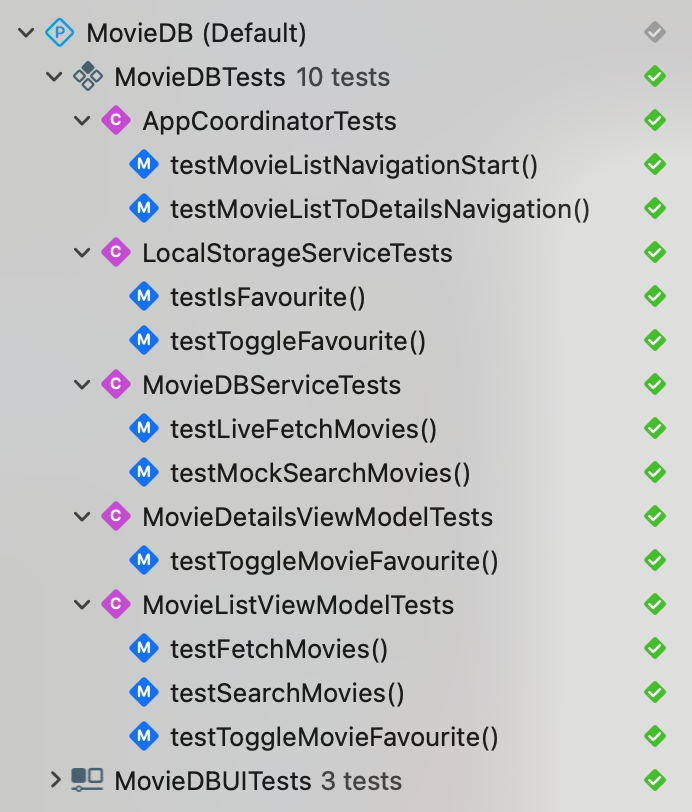 P MovieDB (Default)
MovieDBTests 10 tests
C AppCoordinatorTests
M testMovieListNavigationStart()
M testMovieListToDetailsNavigation()
C LocalStorageServiceTests
M testIsFavourite()
M testToggleFavourite()
C MovieDBServiceTests
M testLiveFetchMovies()
M testMockSearchMovies()
C MovieDetailsViewModelTests
M testToggleMovieFavourite()
C MovieListViewModelTests
M testFetchMovies()
M testSearchMovies()
M testToggleMovieFavourite()
MovieDBUITests 3 tests